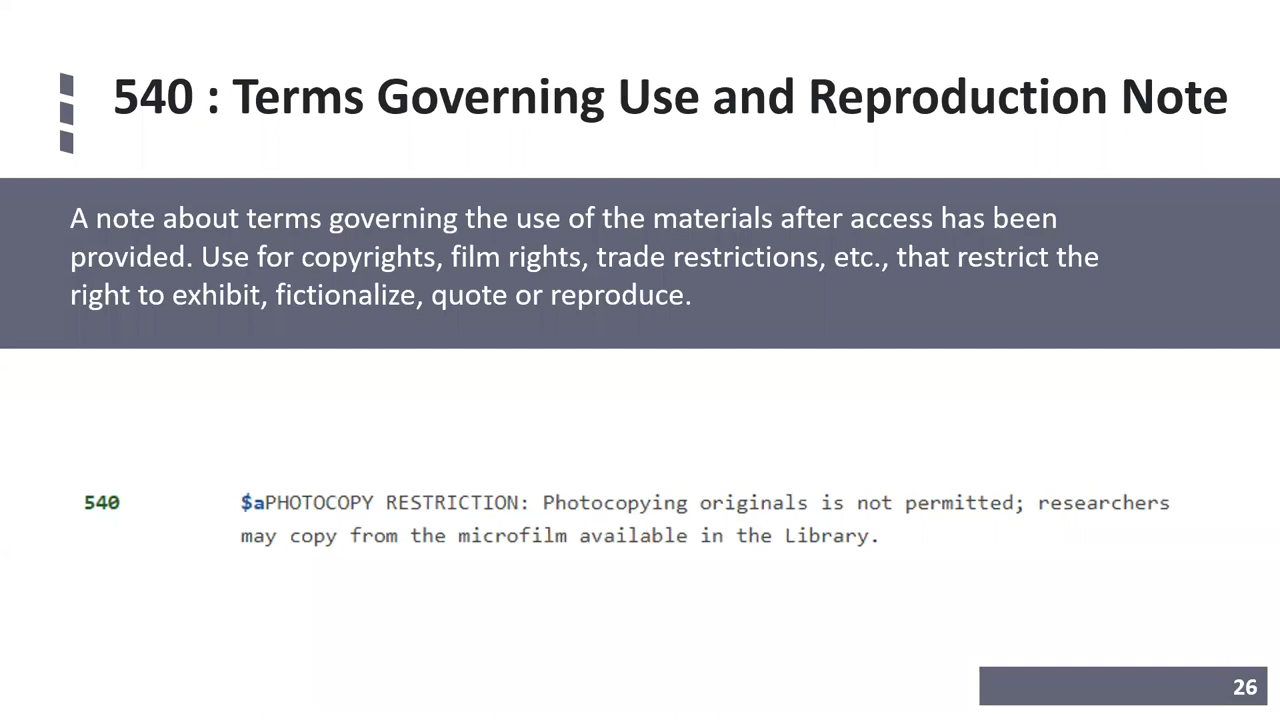 540 : Terms Governing Use and Reproduction Note
A note about terms governing the use of the materials after access has been
provided. Use for copyrights, film rights, trade restrictions, etc., that restrict the
right to exhibit, fictionalize, quote or reproduce.
540 $aPHOTOCOPY RESTRICTION: Photocopying originals is not permitted; researchers
may copy from the microfilm available in the Library.
26